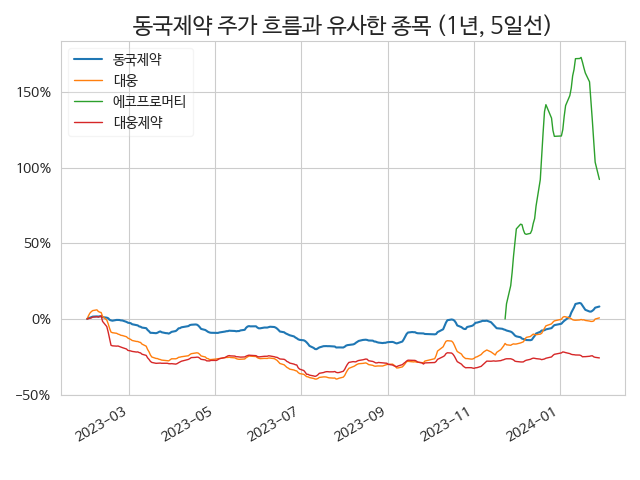 동국제약 주가 흐름과 유사한 종목 (1년, 5일선)
동국제약
대웅
에코프로머티
대웅제약
150%
100%
50%
0%
−50%
2023-03
2023-05
2023-07
2023-09
2023-11
2024-01